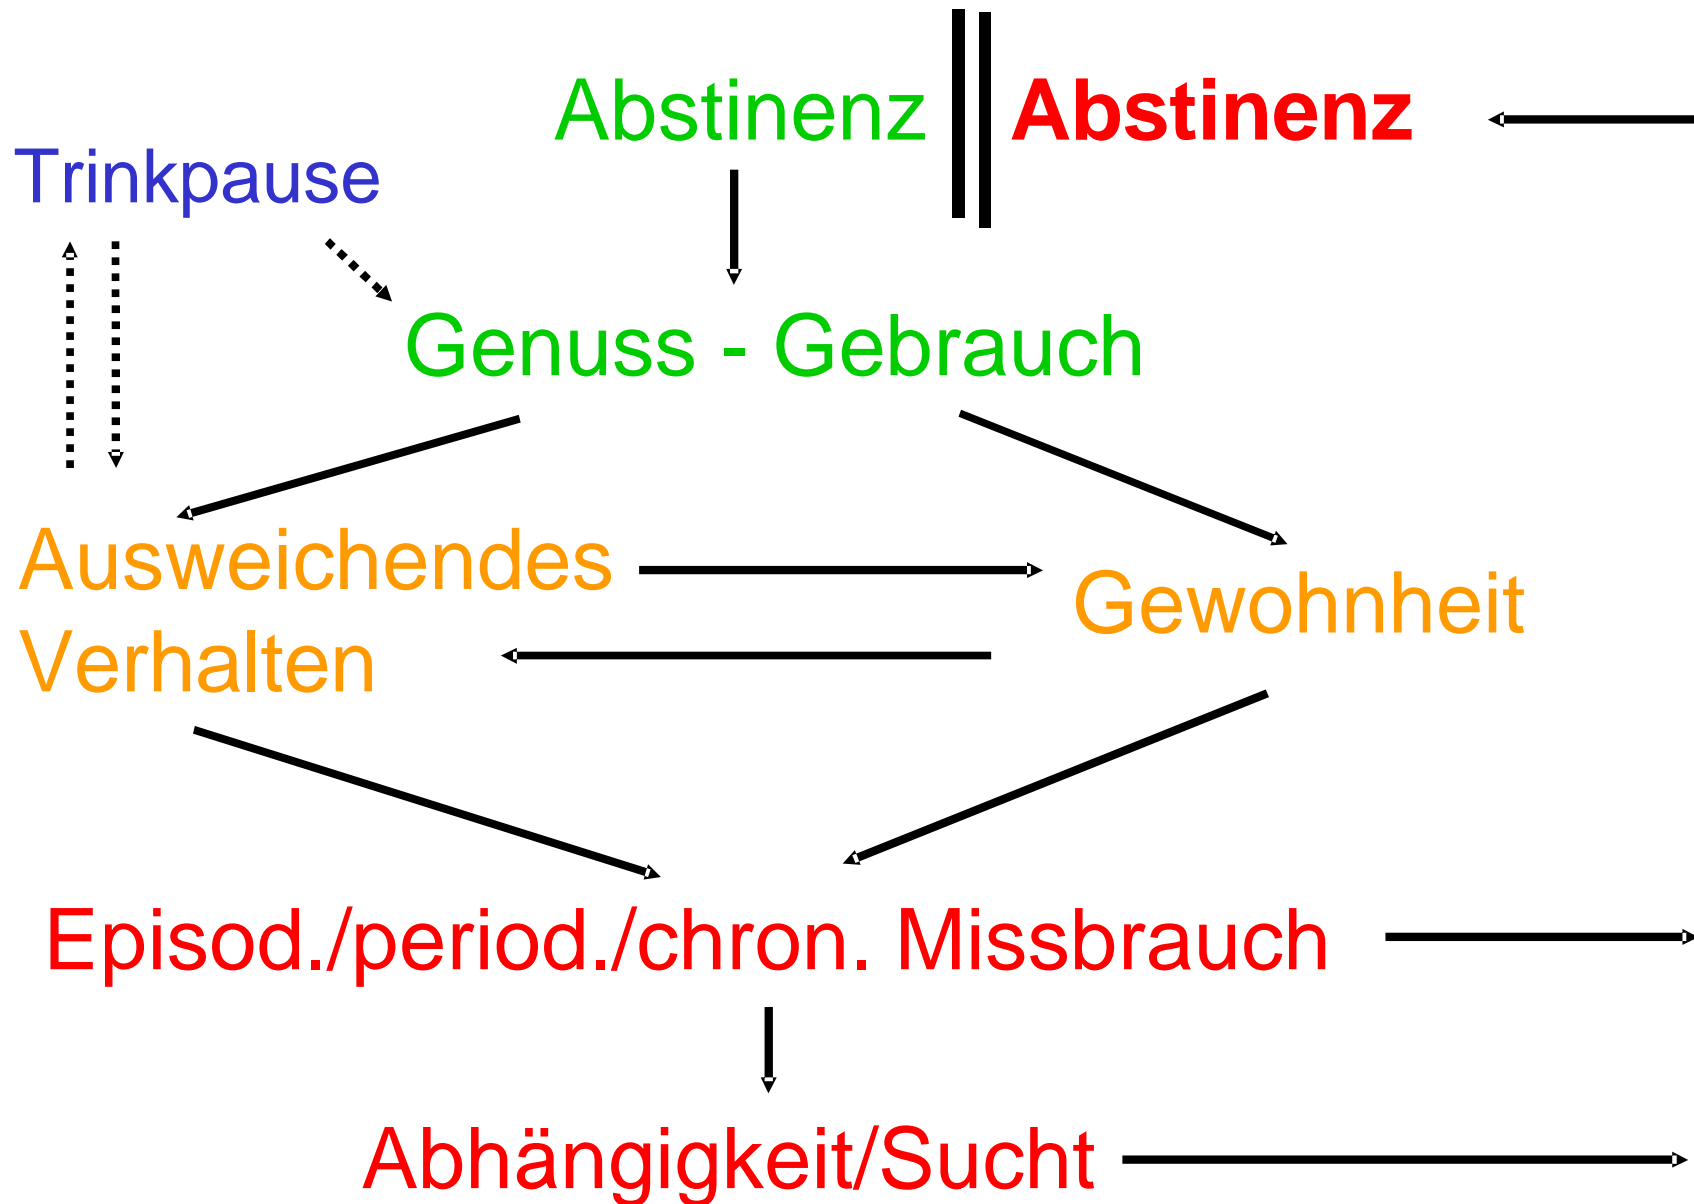 Abstinenz Abstinenz
Trinkpause
Genuss - Gebrauch
Ausweichendes
Verhalten
Gewohnheit
Episod./period./chron. Missbrauch
Abhängigkeit/Sucht